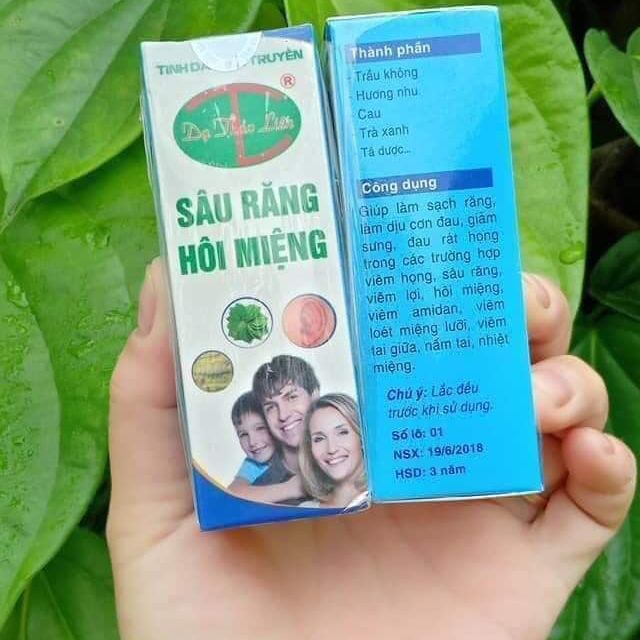 TINH DẦU TRUYỀN
®
Dạ Thảo Liên
SÂU RĂNG
HÔI MIỆNG
Thành phần
- Trầu không
- Hương nhu
- Cau
- Trà xanh
- Tá dược...
Công dụng
Giúp làm sạch răng,
làm dịu cơn đau, giảm
sưng, đau rát họng
trong các trường hợp
viêm họng, sâu răng,
viêm lợi, hôi miệng,
viêm amidan, viêm
loét miệng lưỡi, viêm
tai giữa, nấm tai, nhiệt
miệng.
Chú ý: Lắc đều
trước khi sử dụng.
Số lô: 01
NSX: 19/6/2018
HSD: 3 năm